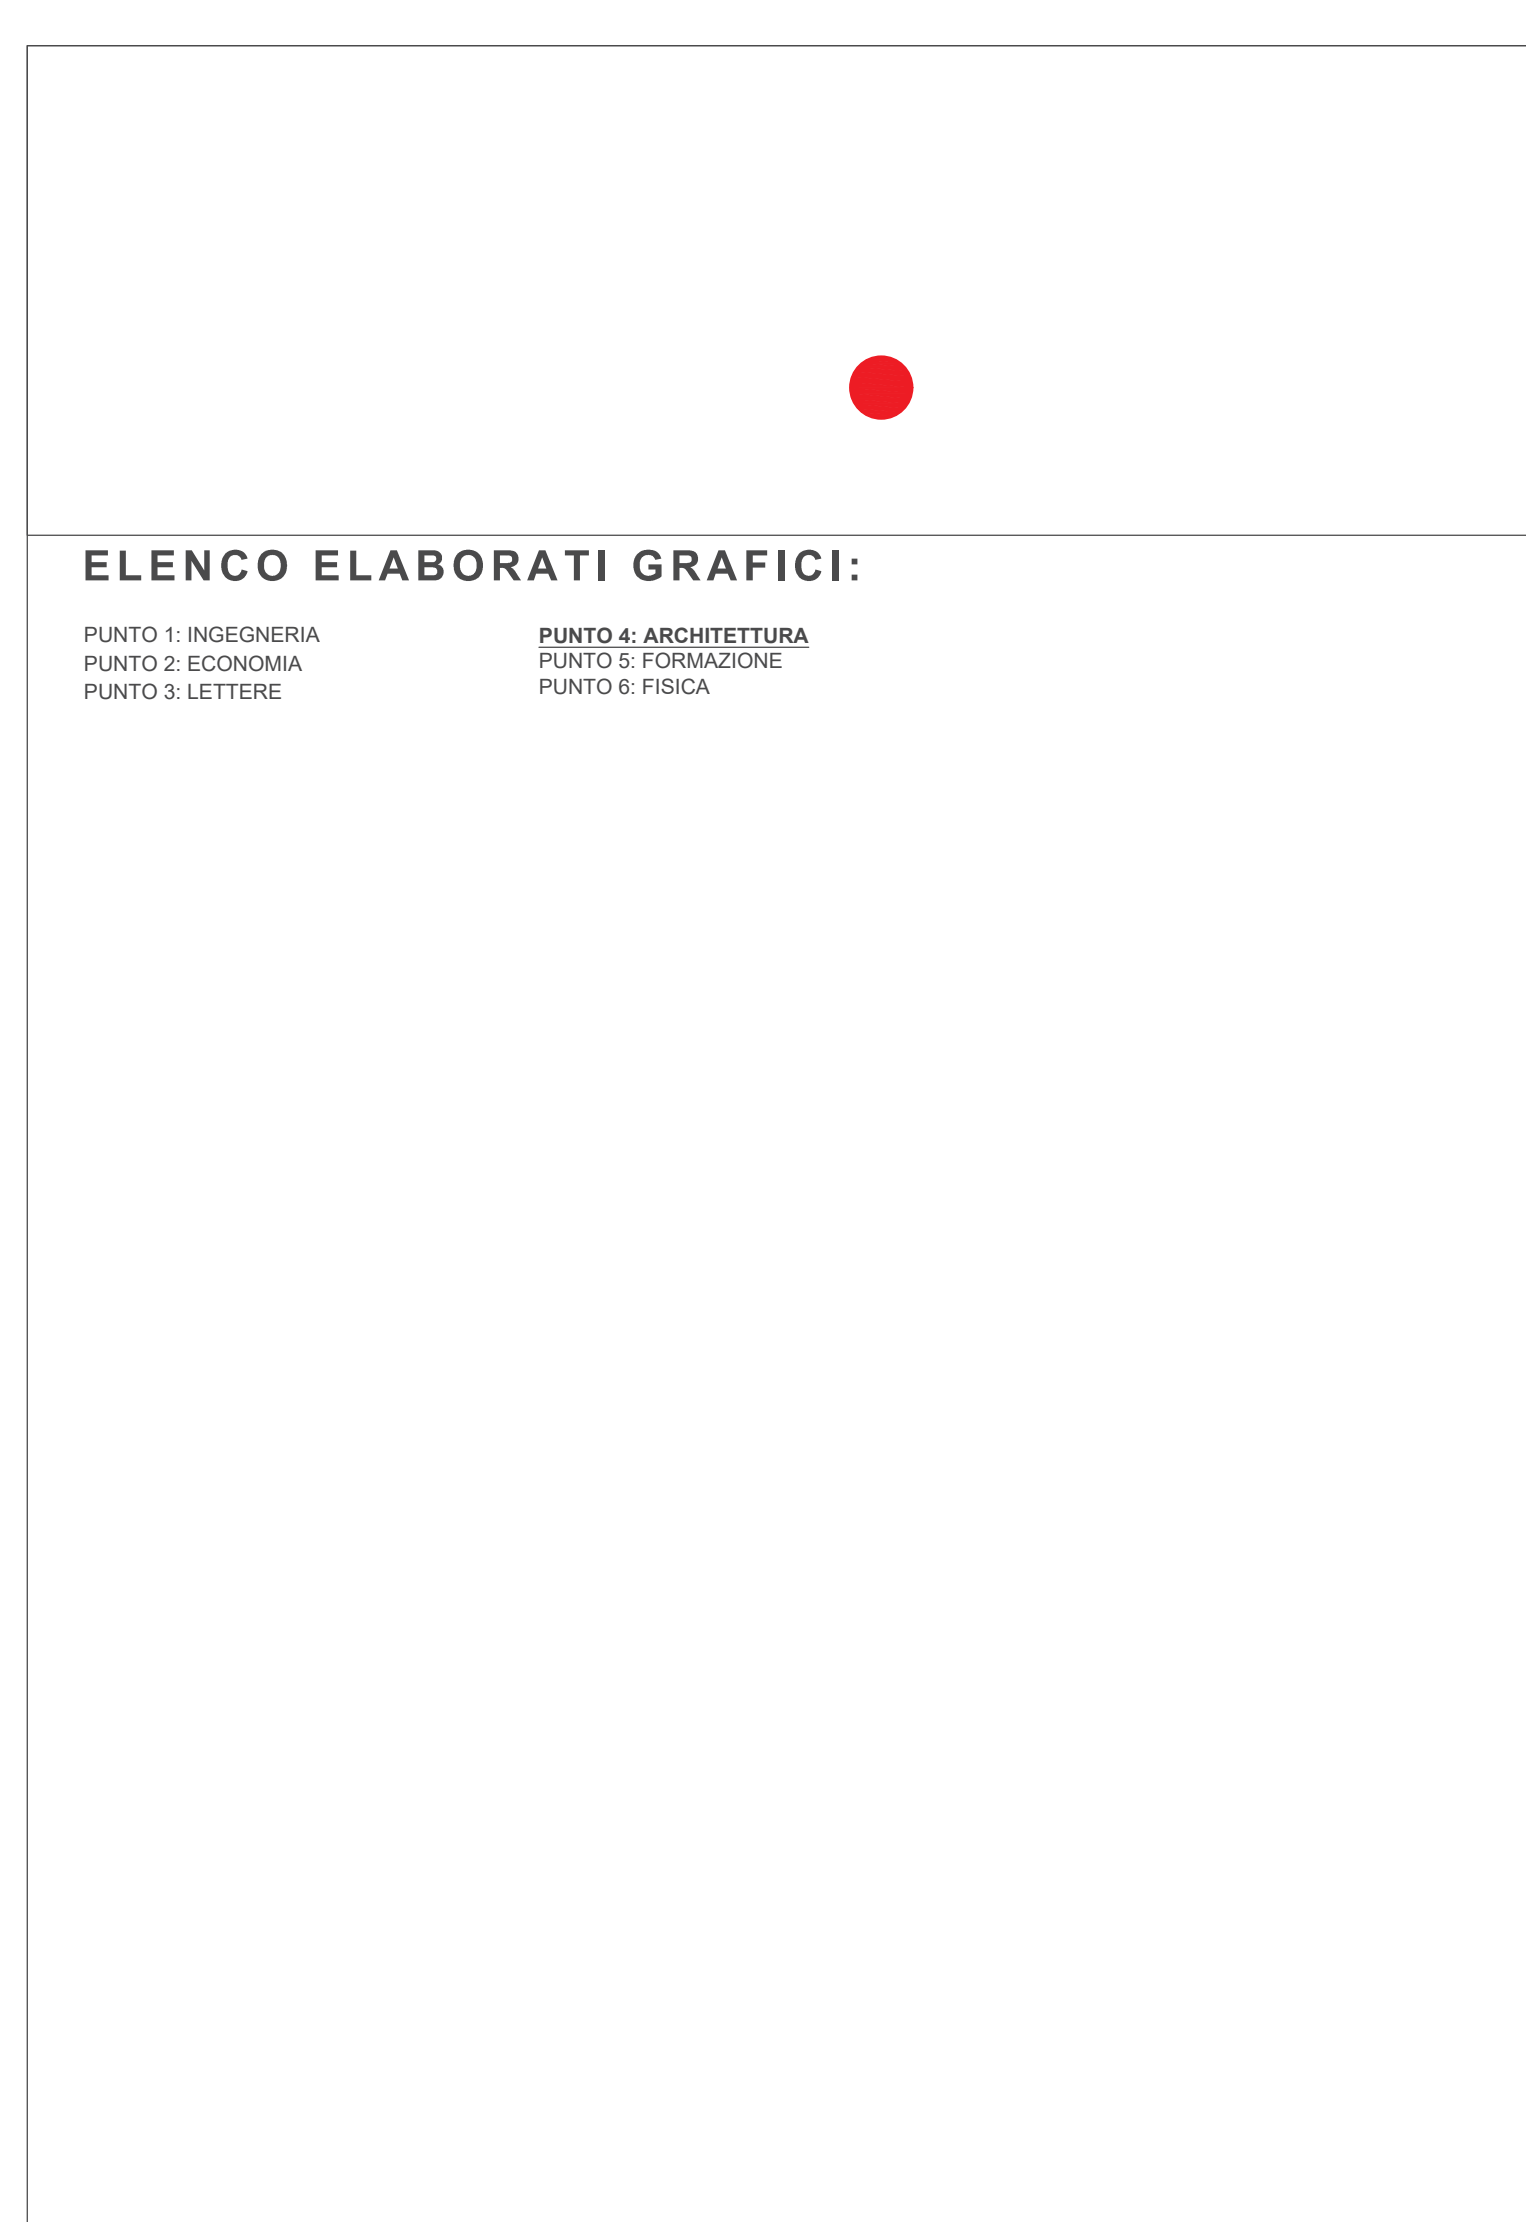 ELENCO ELABORATI GRAFICI:
PUNTO 1: INGEGNERIA
PUNTO 2: ECONOMIA
PUNTO 3: LETTERE
PUNTO 4: ARCHITETTURA
PUNTO 5: FORMAZIONE
PUNTO 6: FISICA